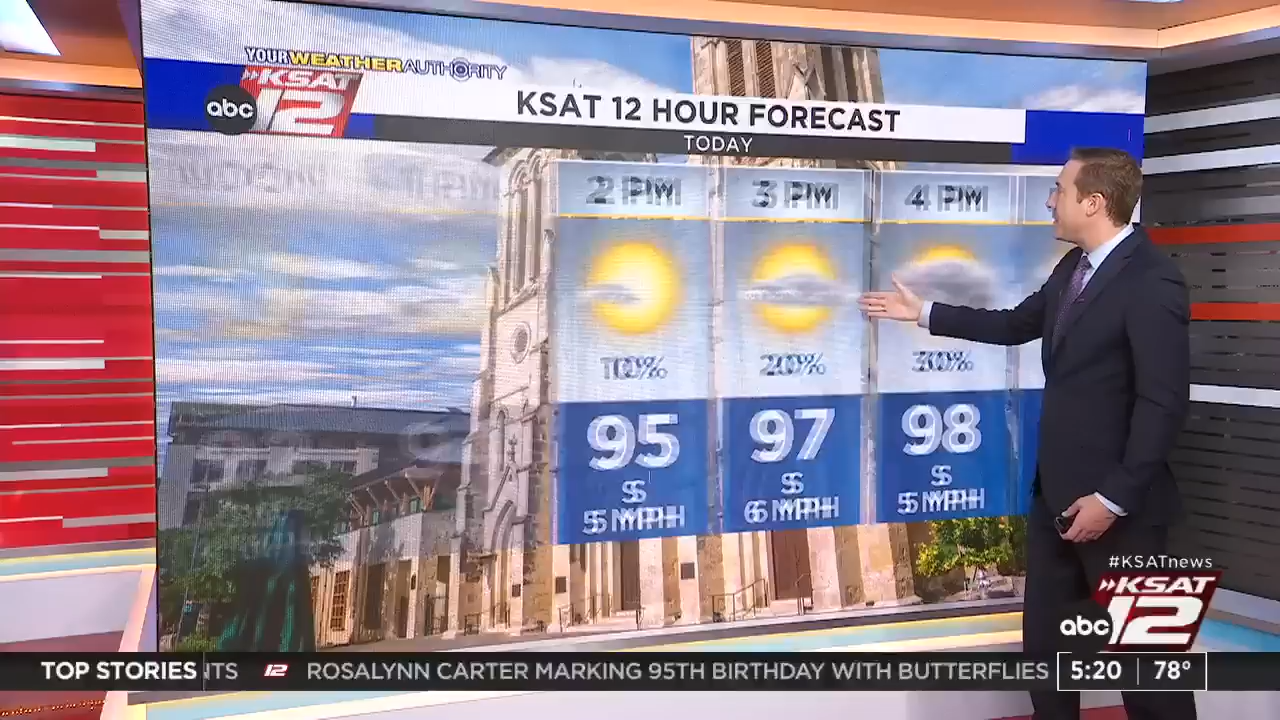 YOUR WEATHER AUTHORITY
abc KSAT 12
KSAT 12 HOUR FORECAST
TODAY
2 PM 3 PM 4 PM
10% 20% 30%
95 97 98
S S S
5 MPH 6 MPH 5 MPH
#KSATnews
abc KSAT 12
TOP STORIES NTS 12 ROSALYNN CARTER MARKING 95TH BIRTHDAY WITH BUTTERFLIES 5:20 78°